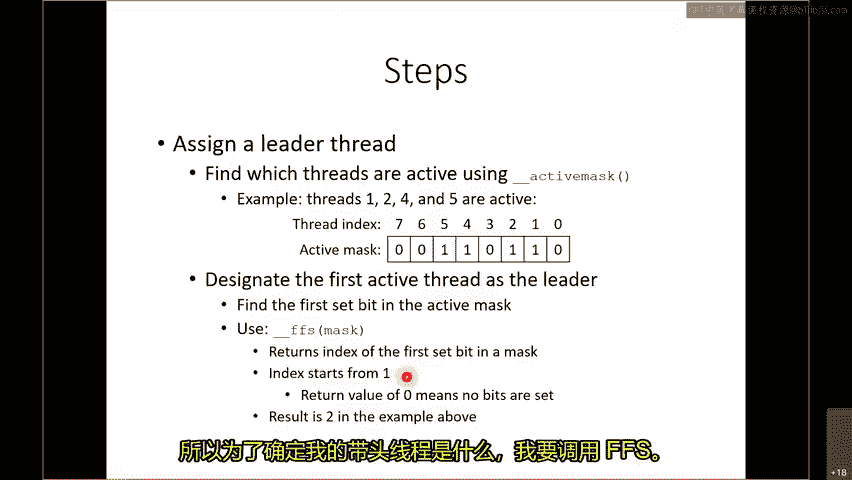 Steps
• Assign a leader thread
• Find which threads are active using __activemask()
• Example: threads 1, 2, 4, and 5 are active:
Thread index: 7 6 5 4 3 2 1 0
Active mask: 0 0 1 1 0 1 1 0
• Designate the first active thread as the leader
• Find the first set bit in the active mask
• Use: __ffs(mask)
• Returns index of the first set bit in a mask
• Index starts from 1
• Return value of 0 means no bits are set
• Result is 2 in the example above
所以为了确定我的带头线程是什么，我要调用 FFS。
+18